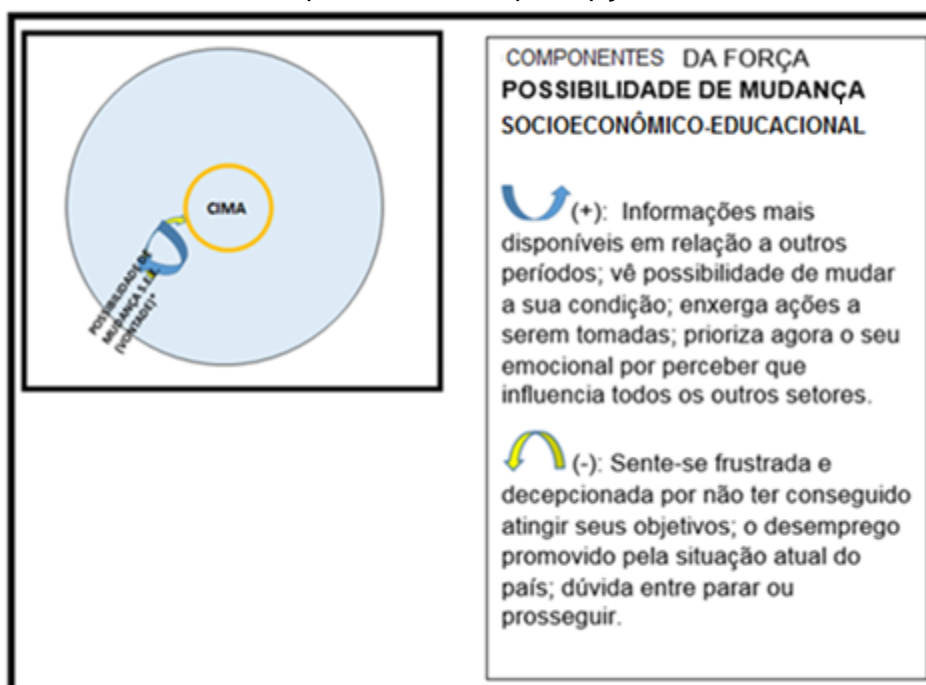 CIMA
POSSIBILIDADE DE
MUDANÇA S.E.E.
(VONTADE)*
COMPONENTES DA FORÇA
POSSIBILIDADE DE MUDANÇA
SOCIOECONÔMICO-EDUCACIONAL
(+): Informações mais
disponíveis em relação a outros
períodos; vê possibilidade de mudar
a sua condição; enxerga ações a
serem tomadas; prioriza agora o seu
emocional por perceber que
influencia todos os outros setores.
(-): Sente-se frustrada e
decepcionada por não ter conseguido
atingir seus objetivos; o desemprego
promovido pela situação atual do
país; dúvida entre parar ou
prosseguir.